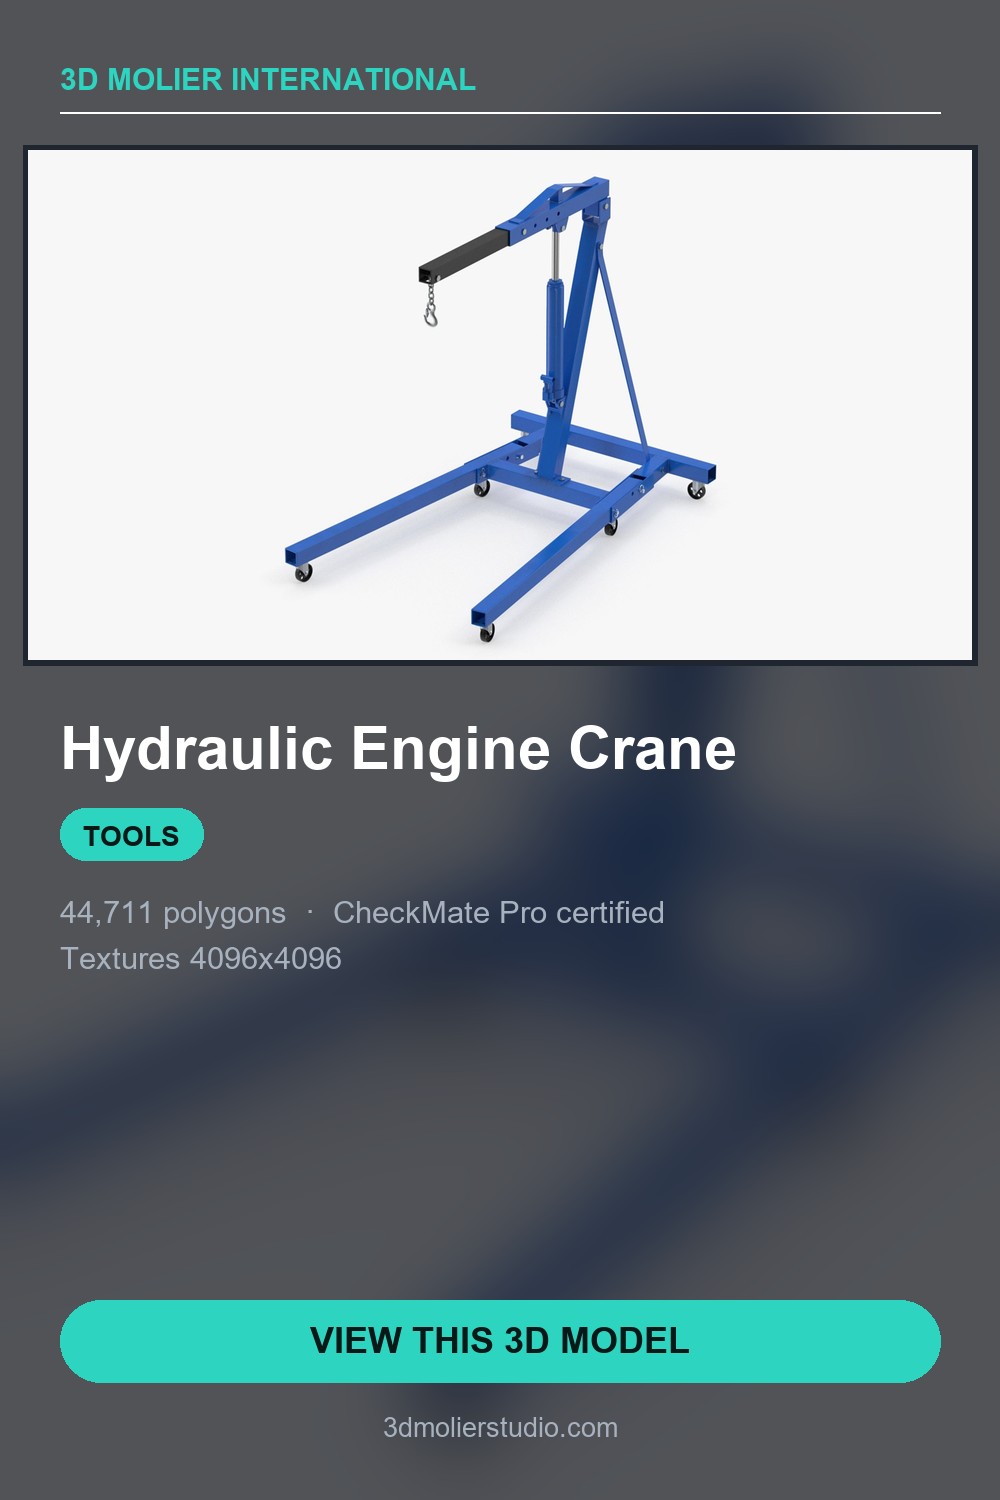 3D MOLIER INTERNATIONAL
Hydraulic Engine Crane
TOOLS
44,711 polygons · CheckMate Pro certified
Textures 4096x4096
VIEW THIS 3D MODEL
3dmolierstudio.com